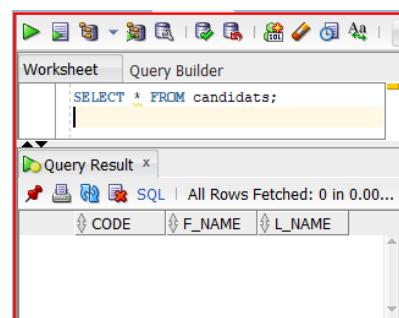 Worksheet Query Builder
SELECT * FROM candidats;
Query Result ×
SQL | All Rows Fetched: 0 in 0.00...
CODE F_NAME L_NAME